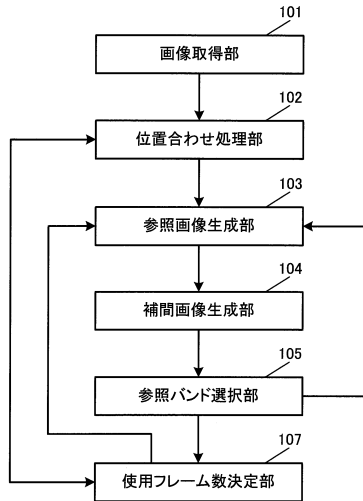 101
画像取得部
102
位置合わせ処理部
103
参照画像生成部
104
補間画像生成部
105
参照バンド選択部
107
使用フレーム数決定部